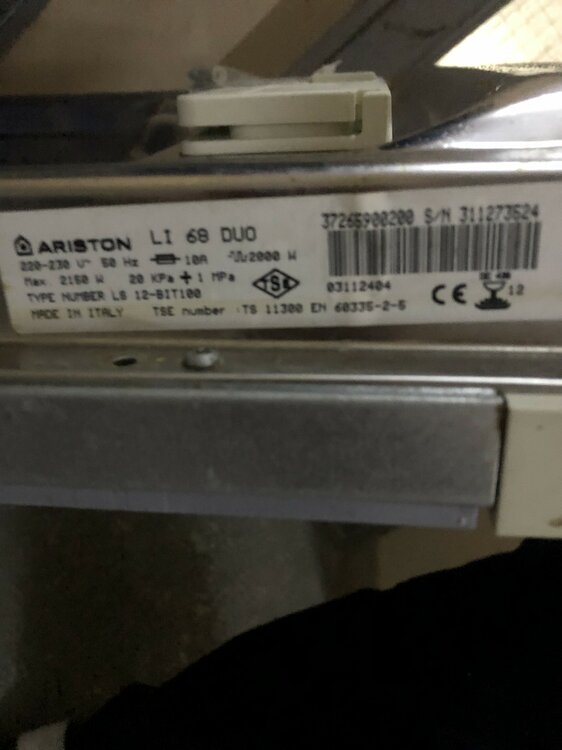 ARISTON LI 68 DUO
37265900200 S/N 311273524
220-230 V~ 50 Hz 10A 2000 W
Max. 2150 W 20 KPa ÷ 1 MPa
TSE
03112404
TYPE NUMBER LS 12-BIT100
CE 12
MADE IN ITALY TSE number :TS 11300 EN 60335-2-5